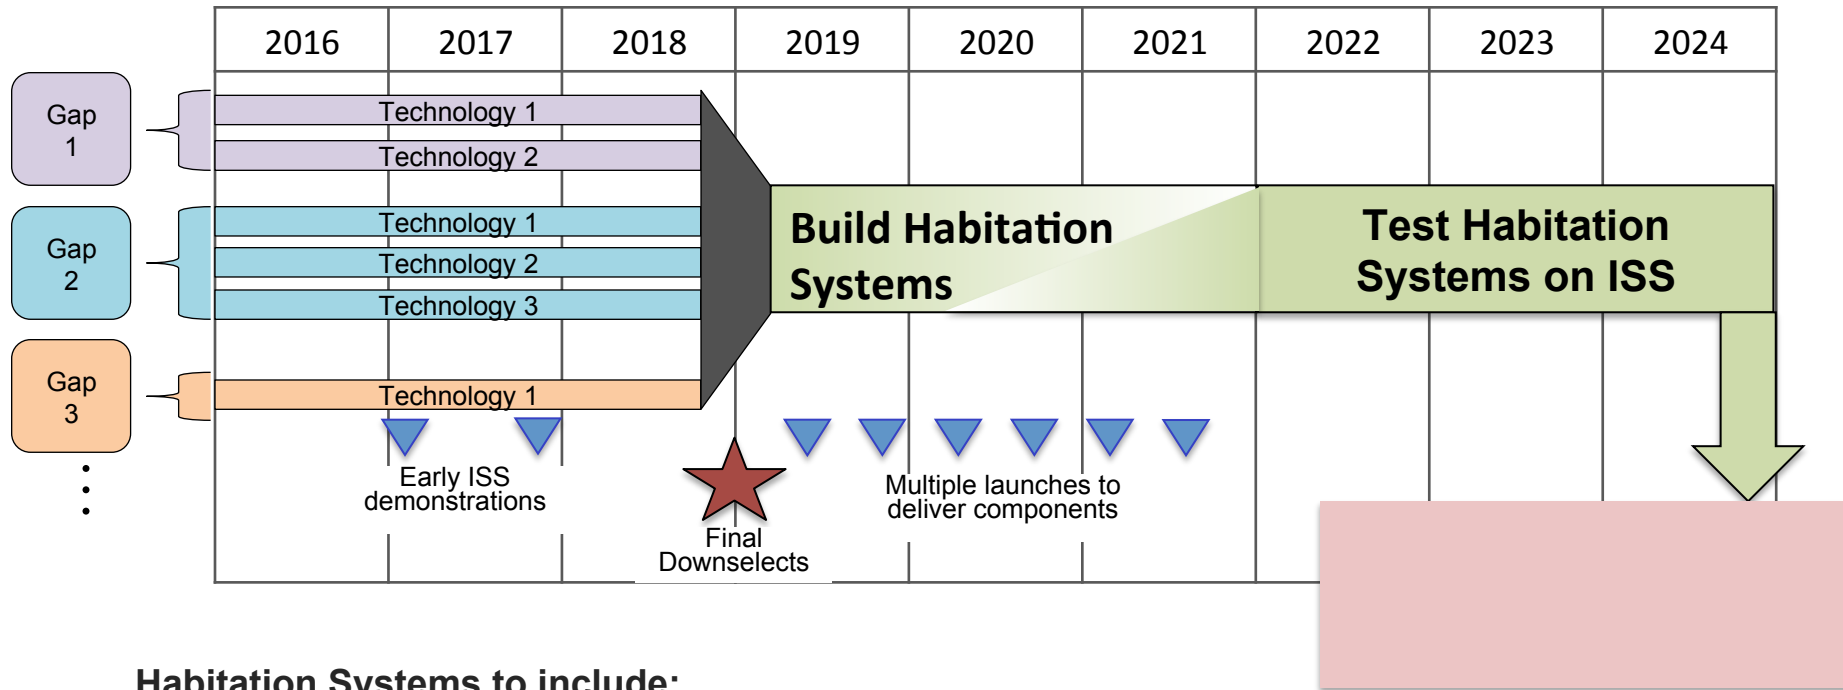 2016 2017 2018 2019 2020 2021 2022 2023 2024
Gap
1
Technology 1
Technology 2
Gap
2
Technology 1
Technology 2
Technology 3
Gap
3
Technology 1
Build Habitation
Systems
Test Habitation
Systems on ISS
Early ISS
demonstrations
Final
Downselects
Multiple launches to
deliver components
Habitation Systems to include: